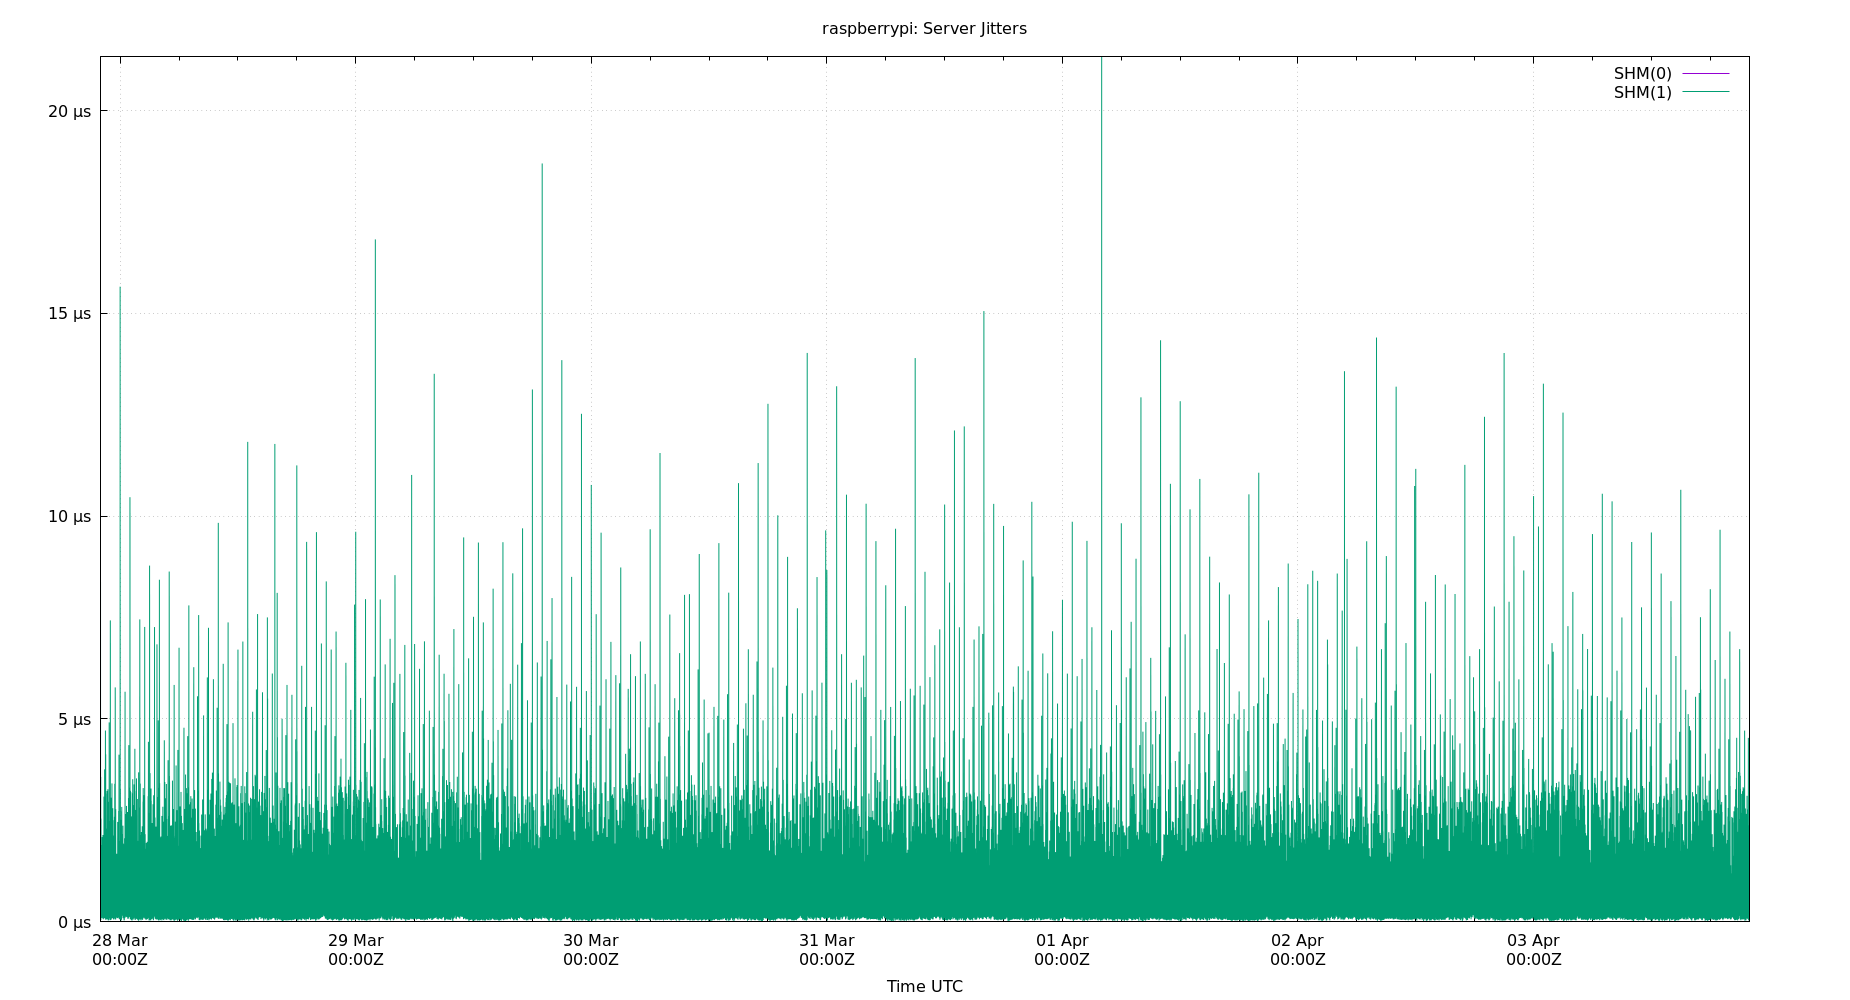 raspberrypi: Server Jitters
SHM(0)
SHM(1)
20 µs
15 µs
10 µs
5 µs
0 µs
28 Mar 29 Mar 30 Mar 31 Mar 01 Apr 02 Apr 03 Apr
00:00Z 00:00Z 00:00Z 00:00Z 00:00Z 00:00Z 00:00Z
Time UTC